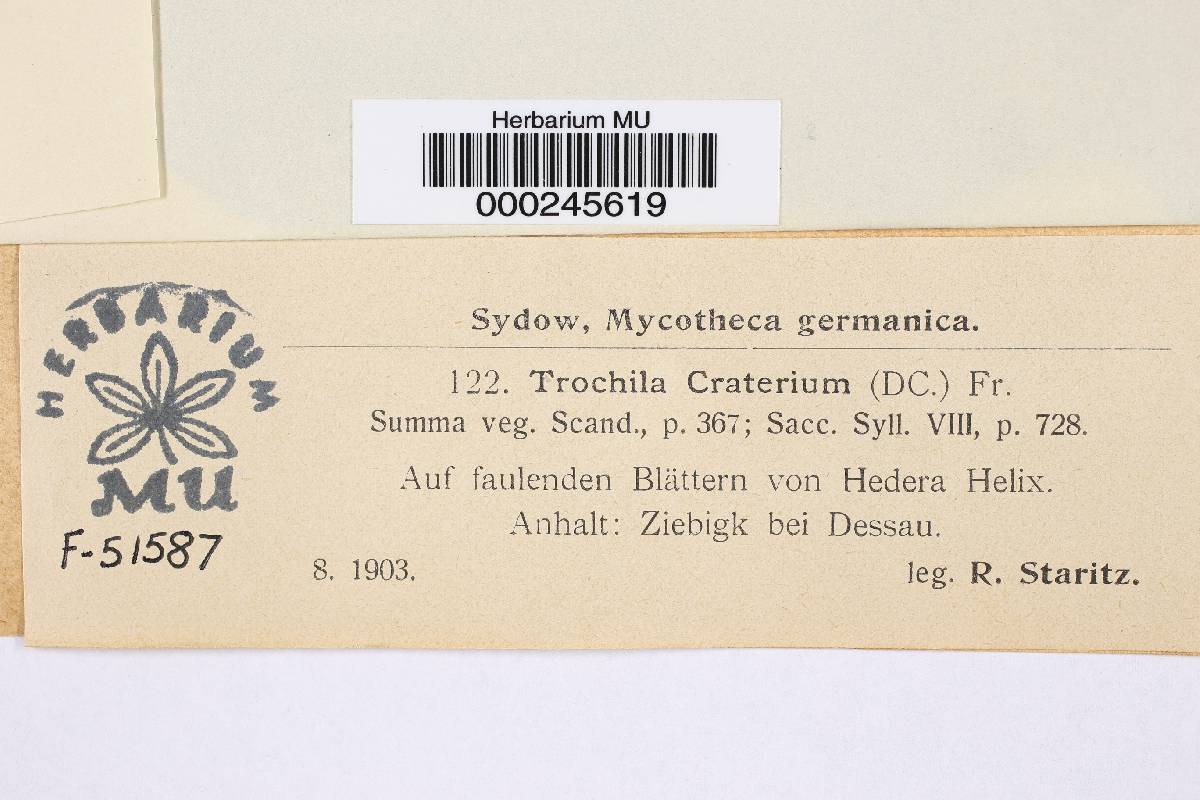 Herbarium MU
000245619
HERBARIUM
MU
F-51587
Sydow, Mycotheca germanica.
122. Trochila Craterium (DC.) Fr.
Summa veg. Scand., p. 367; Sacc. Syll. VIII, p. 728.
Auf faulenden Blättern von Hedera Helix.
Anhalt: Ziebigk bei Dessau.
8. 1903. leg. R. Staritz.